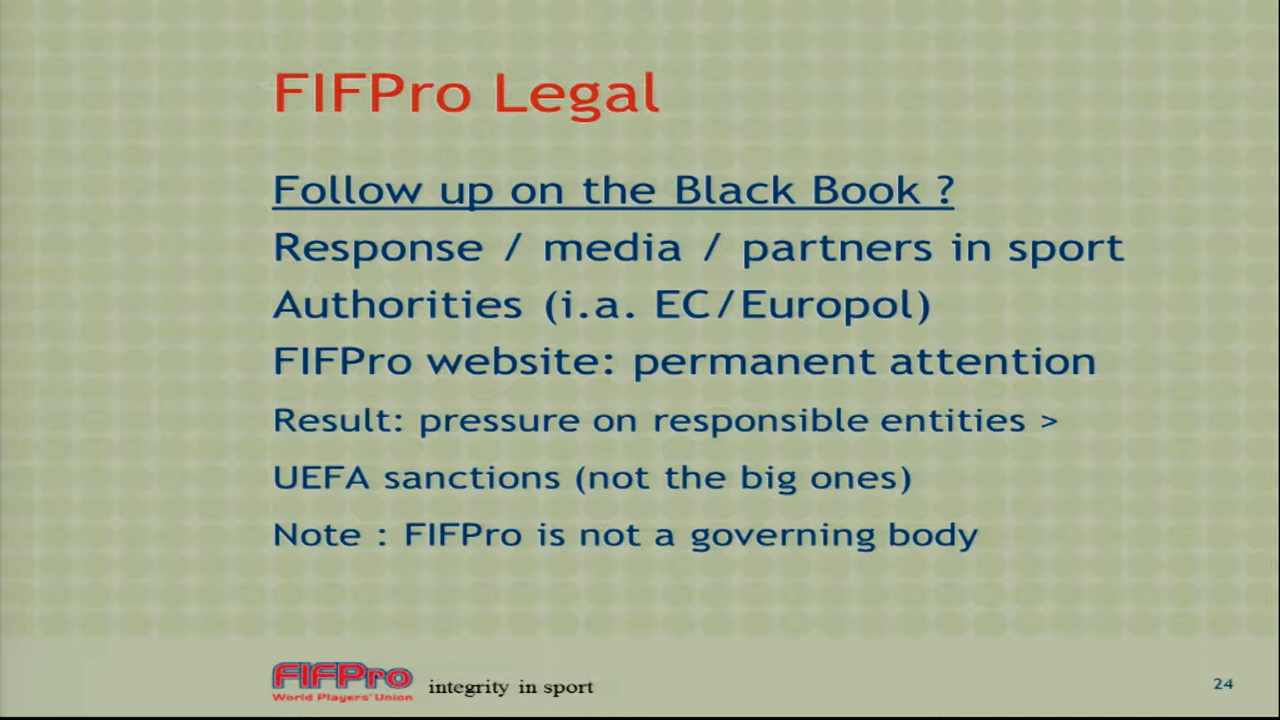 FIFPro Legal
Follow up on the Black Book ?
Response / media / partners in sport
Authorities (i.a. EC/Europol)
FIFPro website: permanent attention
Result: pressure on responsible entities >
UEFA sanctions (not the big ones)
Note : FIFPro is not a governing body
FIFPro
World Players' Union
integrity in sport
24